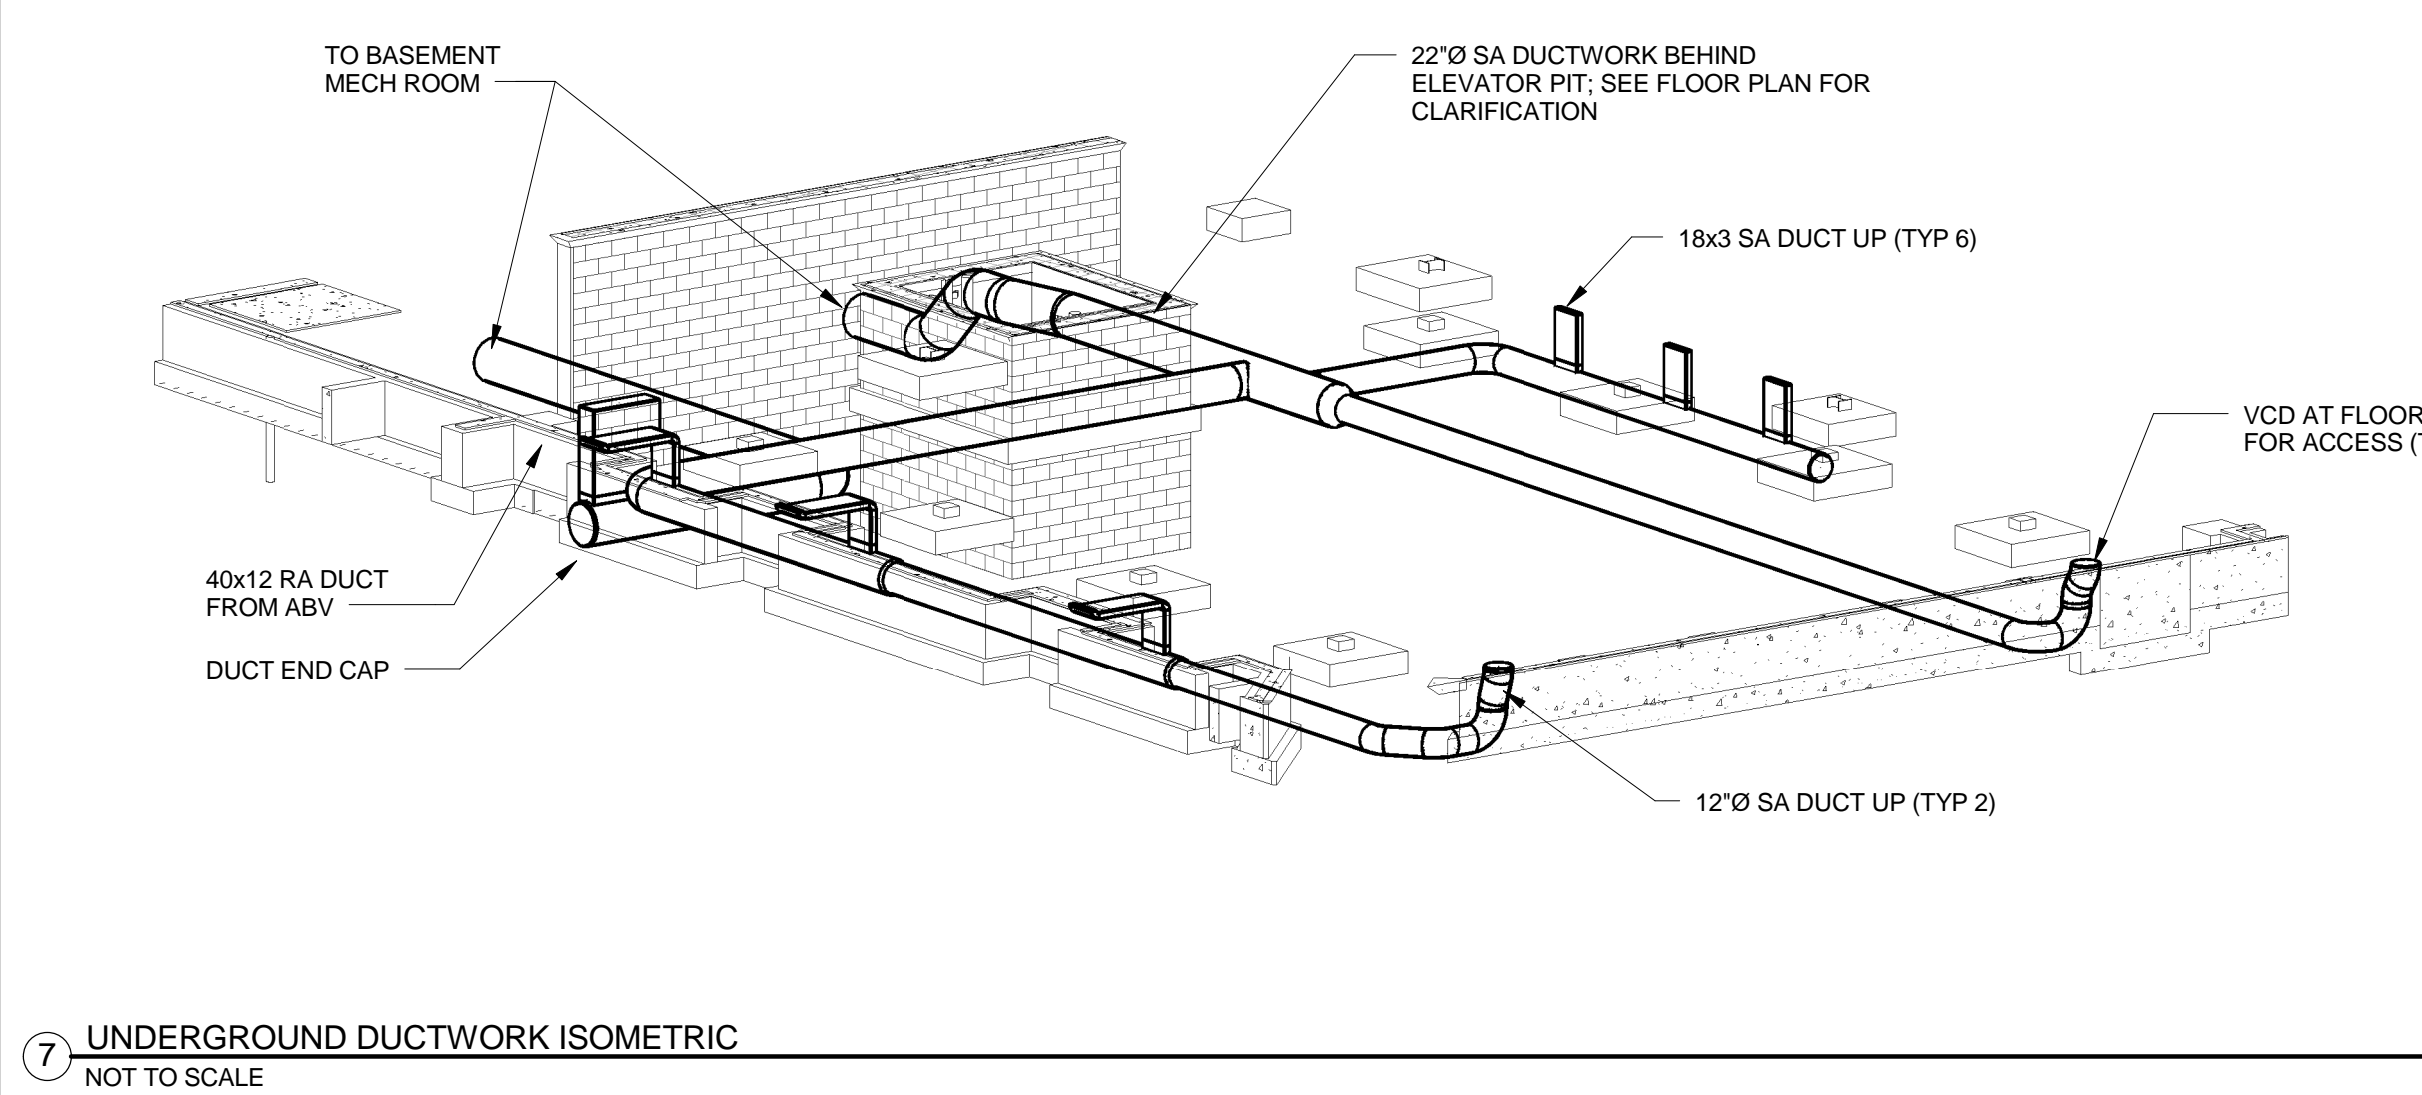 TO BASEMENT
MECH ROOM
22"Ø SA DUCTWORK BEHIND
ELEVATOR PIT; SEE FLOOR PLAN FOR
CLARIFICATION
18x3 SA DUCT UP (TYP 6)
VCD AT FLOOR
FOR ACCESS (
40x12 RA DUCT
FROM ABV
DUCT END CAP
12"Ø SA DUCT UP (TYP 2)
7
UNDERGROUND DUCTWORK ISOMETRIC
NOT TO SCALE